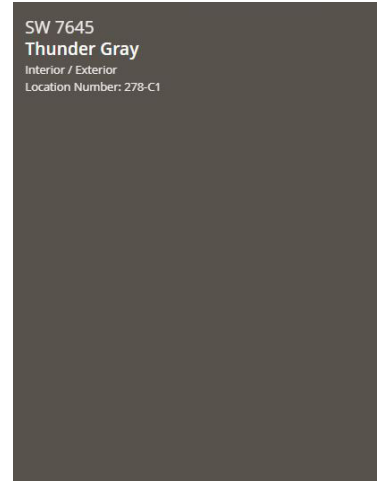 SW 7645
Thunder Gray
Interior / Exterior
Location Number: 278-C1